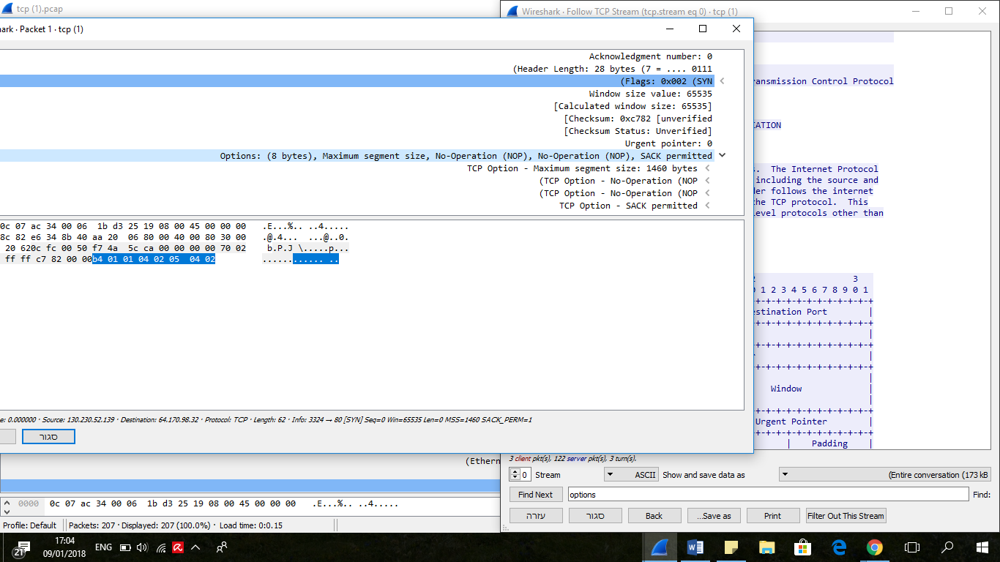 tcp (1).pcap
Wireshark · Follow TCP Stream (tcp.stream eq 0) · tcp (1)
ark · Packet 1 · tcp (1)
Acknowledgment number: 0
(Header Length: 28 bytes (7 = .... 0111
(Flags: 0x002 (SYN
Window size value: 65535
[Calculated window size: 65535]
[Checksum: 0xc782 [unverified
[Checksum Status: Unverified]
Urgent pointer: 0
Options: (8 bytes), Maximum segment size, No-Operation (NOP), No-Operation (NOP), SACK permitted
TCP Option - Maximum segment size: 1460 bytes
(TCP Option - No-Operation (NOP
(TCP Option - No-Operation (NOP
TCP Option - SACK permitted
0c 07 ac 34 00 06 1b d3 25 19 08 00 45 00 00 00 .E...%.. ..4.....
8c 82 e6 34 8b 40 aa 20 06 80 00 40 00 80 30 00 .@.4... ...@..0.
20 620c fc 00 50 f7 4a 5c ca 00 00 00 00 70 02 b.P.J \.....p...
ff ff c7 82 00 00b4 01 01 04 02 05 04 02 ...... ...... ..
e: 0.000000 · Source: 130.230.52.139 · Destination: 64.170.98.32 · Protocol: TCP · Length: 62 · Info: 3324 → 80 [SYN] Seq=0 Win=65535 Len=0 MSS=1460 SACK_PERM=1
סגור
ansmission Control Protocol
CATION
s. The Internet Protocol
including the source and
der follows the internet
the TCP protocol. This
level protocols other than
2 3
0 1 2 3 4 5 6 7 8 9 0 1
-+-+-+-+-+-+-+-+-+-+-+-+
estination Port |
-+-+-+-+-+-+-+-+-+-+-+-+
|
-+-+-+-+-+-+-+-+-+-+-+-+
|
-+-+-+-+-+-+-+-+-+-+-+-+
|
Window |
|
-+-+-+-+-+-+-+-+-+-+-+-+
Urgent Pointer |
-+-+-+-+-+-+-+-+-+-+-+-+
| Padding |
3 client pkt(s), 122 server pkt(s), 3 turn(s).
0 Stream ASCII Show and save data as (Entire conversation (173 kB
Find Next options Find:
עזרה סגור Back ...Save as Print Filter Out This Stream
(Ethern
0000 0c 07 ac 34 00 06 1b d3 25 19 08 00 45 00 00 00 .E...%.. ..4.....
Profile: Default Packets: 207 · Displayed: 207 (100.0%) · Load time: 0:0.15
21
17:04
09/01/2018
ENG